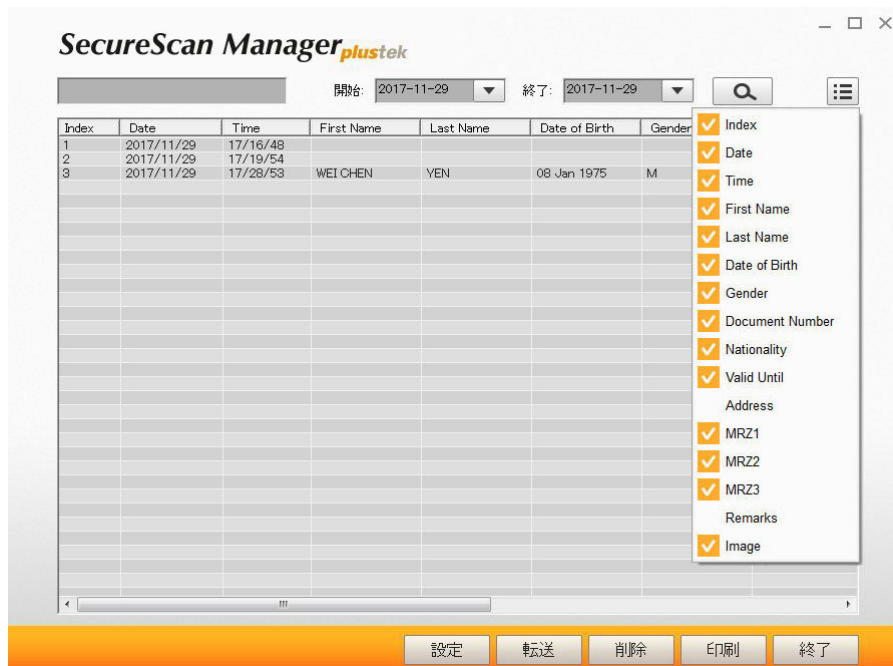 SecureScan Manager plustek
開始: 2017-11-29 終了: 2017-11-29
Index Date Time First Name Last Name Date of Birth Gender
1 2017/11/29 17/16/48
2 2017/11/29 17/19/54
3 2017/11/29 17/28/53 WEI CHEN YEN 08 Jan 1975 M
Index
Date
Time
First Name
Last Name
Date of Birth
Gender
Document Number
Nationality
Valid Until
Address
MRZ1
MRZ2
MRZ3
Remarks
Image
設定 転送 削除 印刷 終了